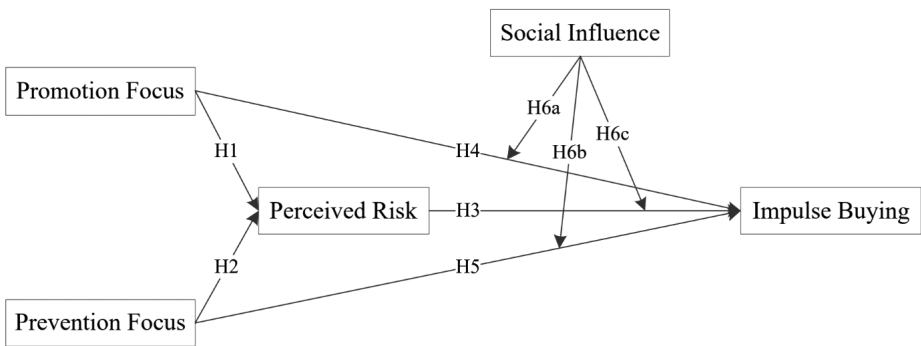 Social Influence
Promotion Focus
H6a
H6c
H1
H4
H6b
Perceived Risk
H3
Impulse Buying
H2
H5
Prevention Focus